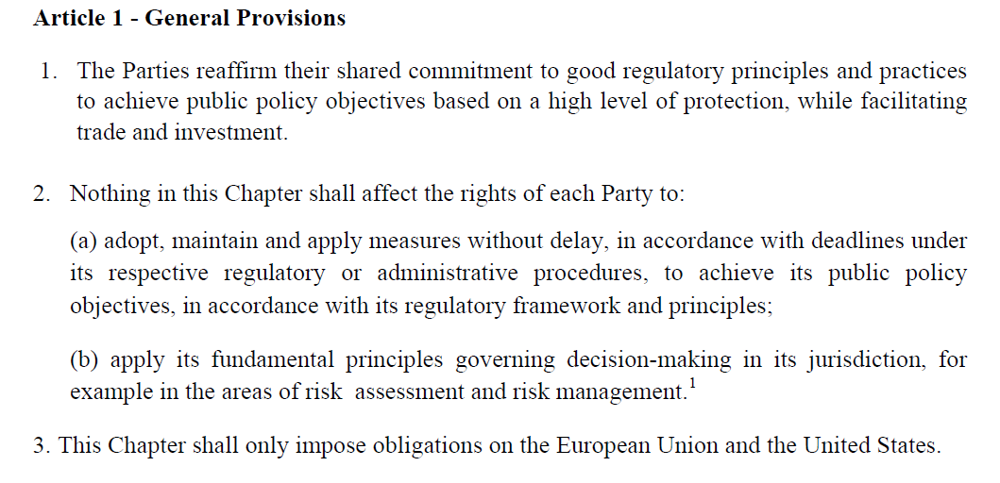 Article 1 - General Provisions
1. The Parties reaffirm their shared commitment to good regulatory principles and practices
to achieve public policy objectives based on a high level of protection, while facilitating
trade and investment.
2. Nothing in this Chapter shall affect the rights of each Party to:
(a) adopt, maintain and apply measures without delay, in accordance with deadlines under
its respective regulatory or administrative procedures, to achieve its public policy
objectives, in accordance with its regulatory framework and principles;
(b) apply its fundamental principles governing decision-making in its jurisdiction, for
example in the areas of risk assessment and risk management.1
3. This Chapter shall only impose obligations on the European Union and the United States.